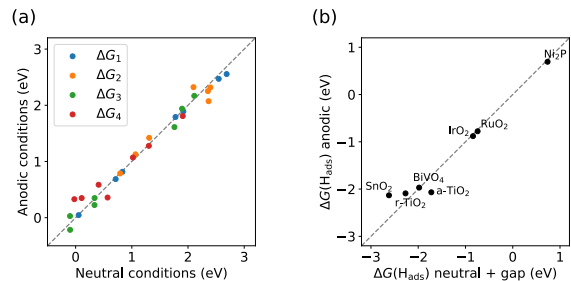 (a)
ΔG₁
ΔG₂
ΔG₃
ΔG₄
Anodic conditions (eV)
3
2
1
0
0
1
2
3
Neutral conditions (eV)
(b)
ΔG(H_ads) anodic (eV)
1
0
−1
−2
−3
Ni₂P
IrO₂
RuO₂
SnO₂
BiVO₄
r-TiO₂
a-TiO₂
−3
−2
−1
0
1
ΔG(H_ads) neutral + gap (eV)